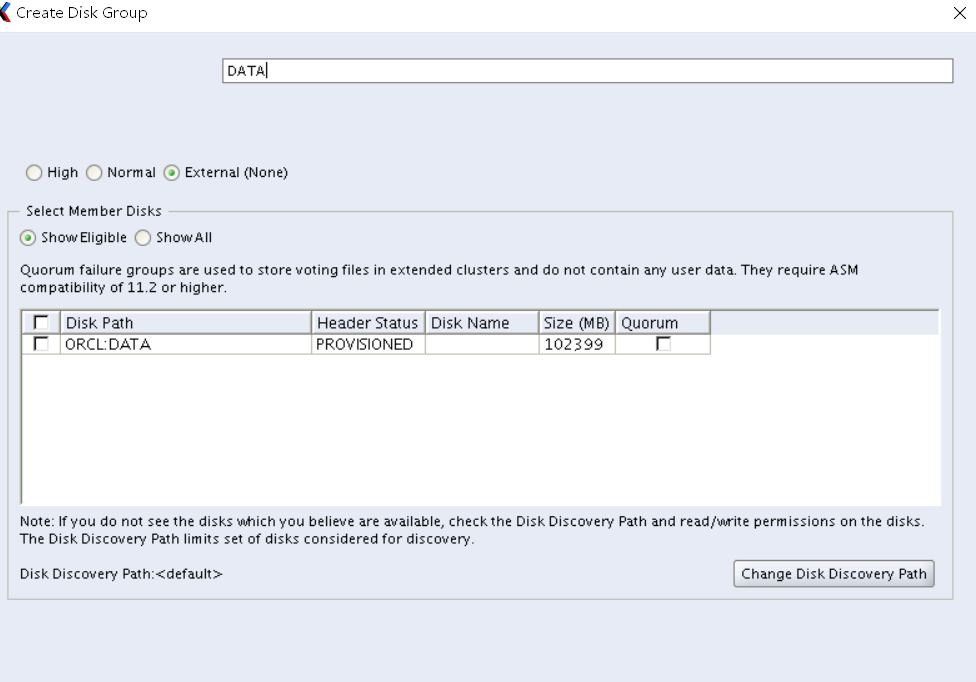 Create Disk Group
DATA
High Normal External (None)
Select Member Disks
Show Eligible Show All
Quorum failure groups are used to store voting files in extended clusters and do not contain any user data. They require ASM
compatibility of 11.2 or higher.
Disk Path Header Status Disk Name Size (MB) Quorum
ORCL:DATA PROVISIONED 102399
Note: If you do not see the disks which you believe are available, check the Disk Discovery Path and read/write permissions on the disks.
The Disk Discovery Path limits set of disks considered for discovery.
Disk Discovery Path:<default> Change Disk Discovery Path